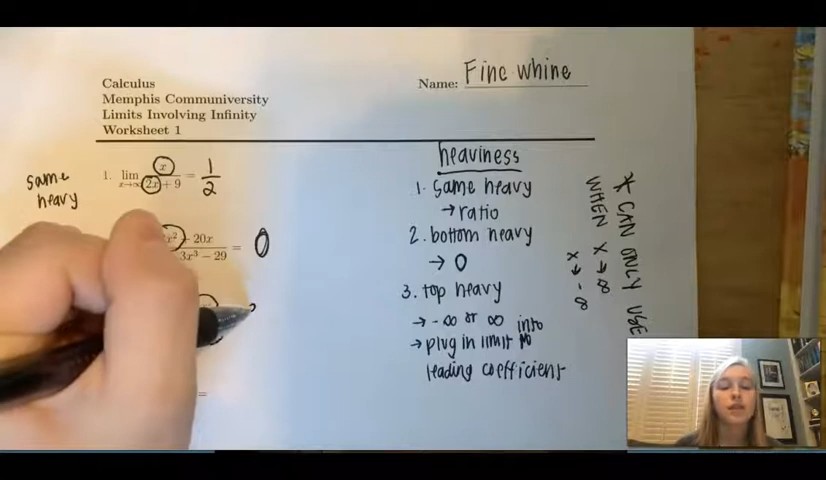 Calculus
Memphis Communiversity
Limits Involving Infinity
Worksheet 1
Name: Finc whine
same
heavy
1. lim x→∞ x / 2x + 9 = 1/2
x² - 20x
3x³ - 29 = 0
=
heaviness
1. same heavy
→ ratio
2. bottom heavy
→ 0
3. top heavy
→ -∞ or ∞
→ plug in limit into
leading coefficient
* CAN ONLY USE
WHEN X → ∞
X → -∞